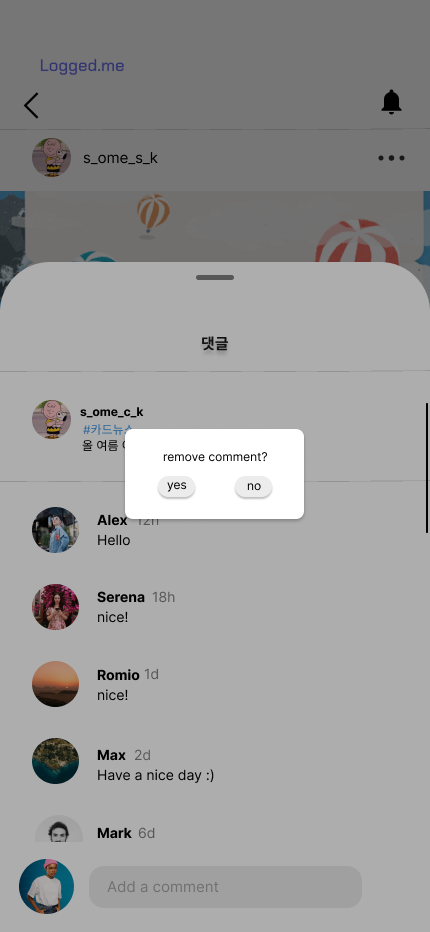 Logged.me
s_ome_s_k
댓글
s_ome_c_k
#카드뉴스
올 여름
remove comment?
yes no
Alex 12h
Hello
Serena 18h
nice!
Romio 1d
nice!
Max 2d
Have a nice day :)
Mark 6d
Add a comment